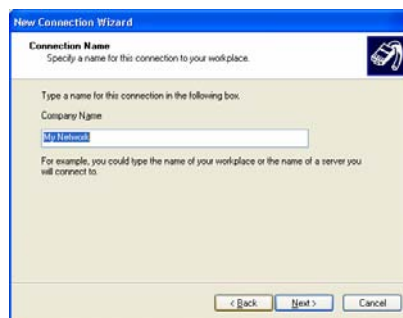 New Connection Wizard
Connection Name
Specify a name for this connection to your workplace.
Type a name for this connection in the following box.
Company Name
My Network
For example, you could type the name of your workplace or the name of a server you
will connect to.
< Back
Next >
Cancel